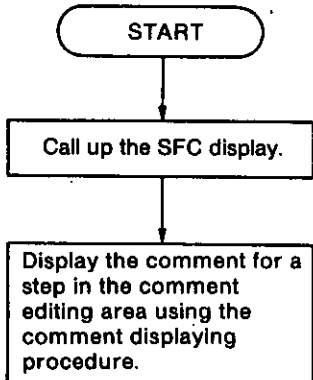 START
Call up the SFC display.
Display the comment for a
step in the comment
editing area using the
comment displaying
procedure.